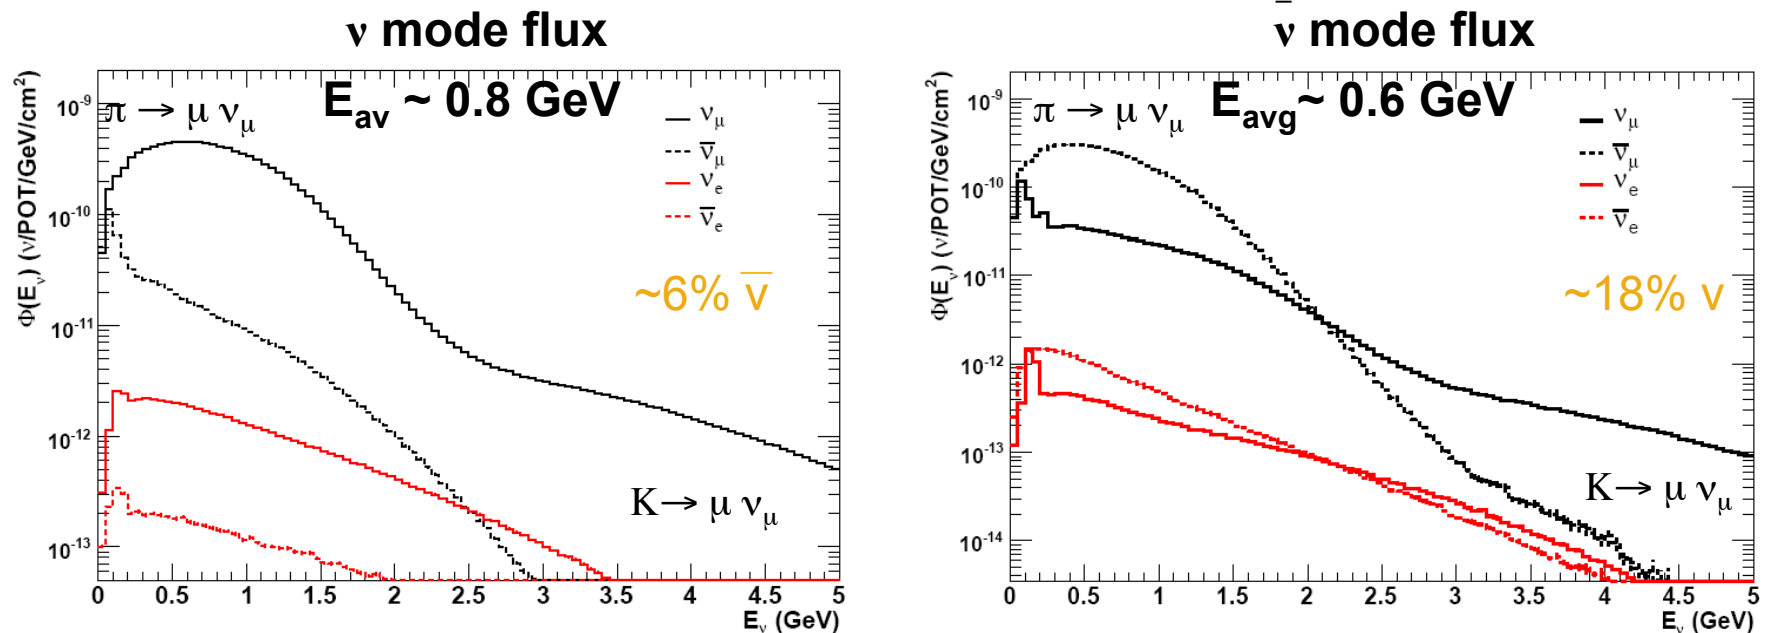 ν mode flux
Φ(E_ν) (ν/POT/GeV/cm²)
10⁻⁹
10⁻¹⁰
10⁻¹¹
10⁻¹²
10⁻¹³
π → μ ν_μ
E_av ~ 0.8 GeV
ν_μ
ν̅_μ
ν_e
ν̅_e
~6% ν̅
K → μ ν_μ
0 0.5 1 1.5 2 2.5 3 3.5 4 4.5 5
E_ν (GeV)
ν̅ mode flux
Φ(E_ν) (ν/POT/GeV/cm²)
10⁻⁹
10⁻¹⁰
10⁻¹¹
10⁻¹²
10⁻¹³
10⁻¹⁴
π → μ ν_μ
E_avg ~ 0.6 GeV
ν_μ
ν̅_μ
ν_e
ν̅_e
~18% ν
K → μ ν_μ
0 0.5 1 1.5 2 2.5 3 3.5 4 4.5 5
E_ν (GeV)